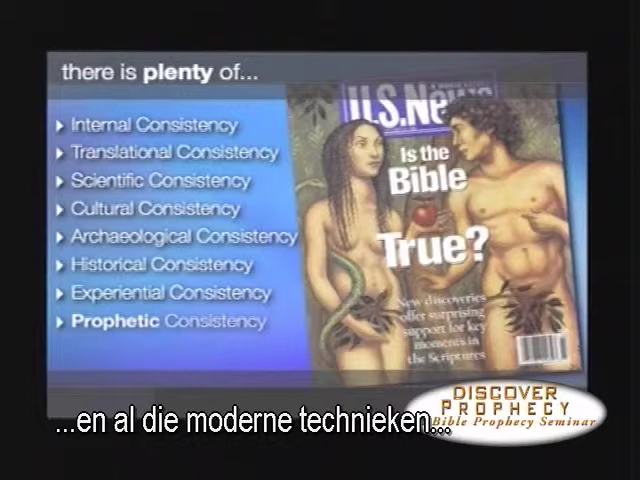 there is plenty of...
Internal Consistency
Translational Consistency
Scientific Consistency
Cultural Consistency
Archaeological Consistency
Historical Consistency
Experiential Consistency
Prophetic Consistency
U.S.News
Is the
Bible
True?
New discoveries
offer surprising
support for key
moments in
the Scriptures
DISCOVER
PROPHECY
Bible Prophecy Seminar
...en al die moderne technieken...